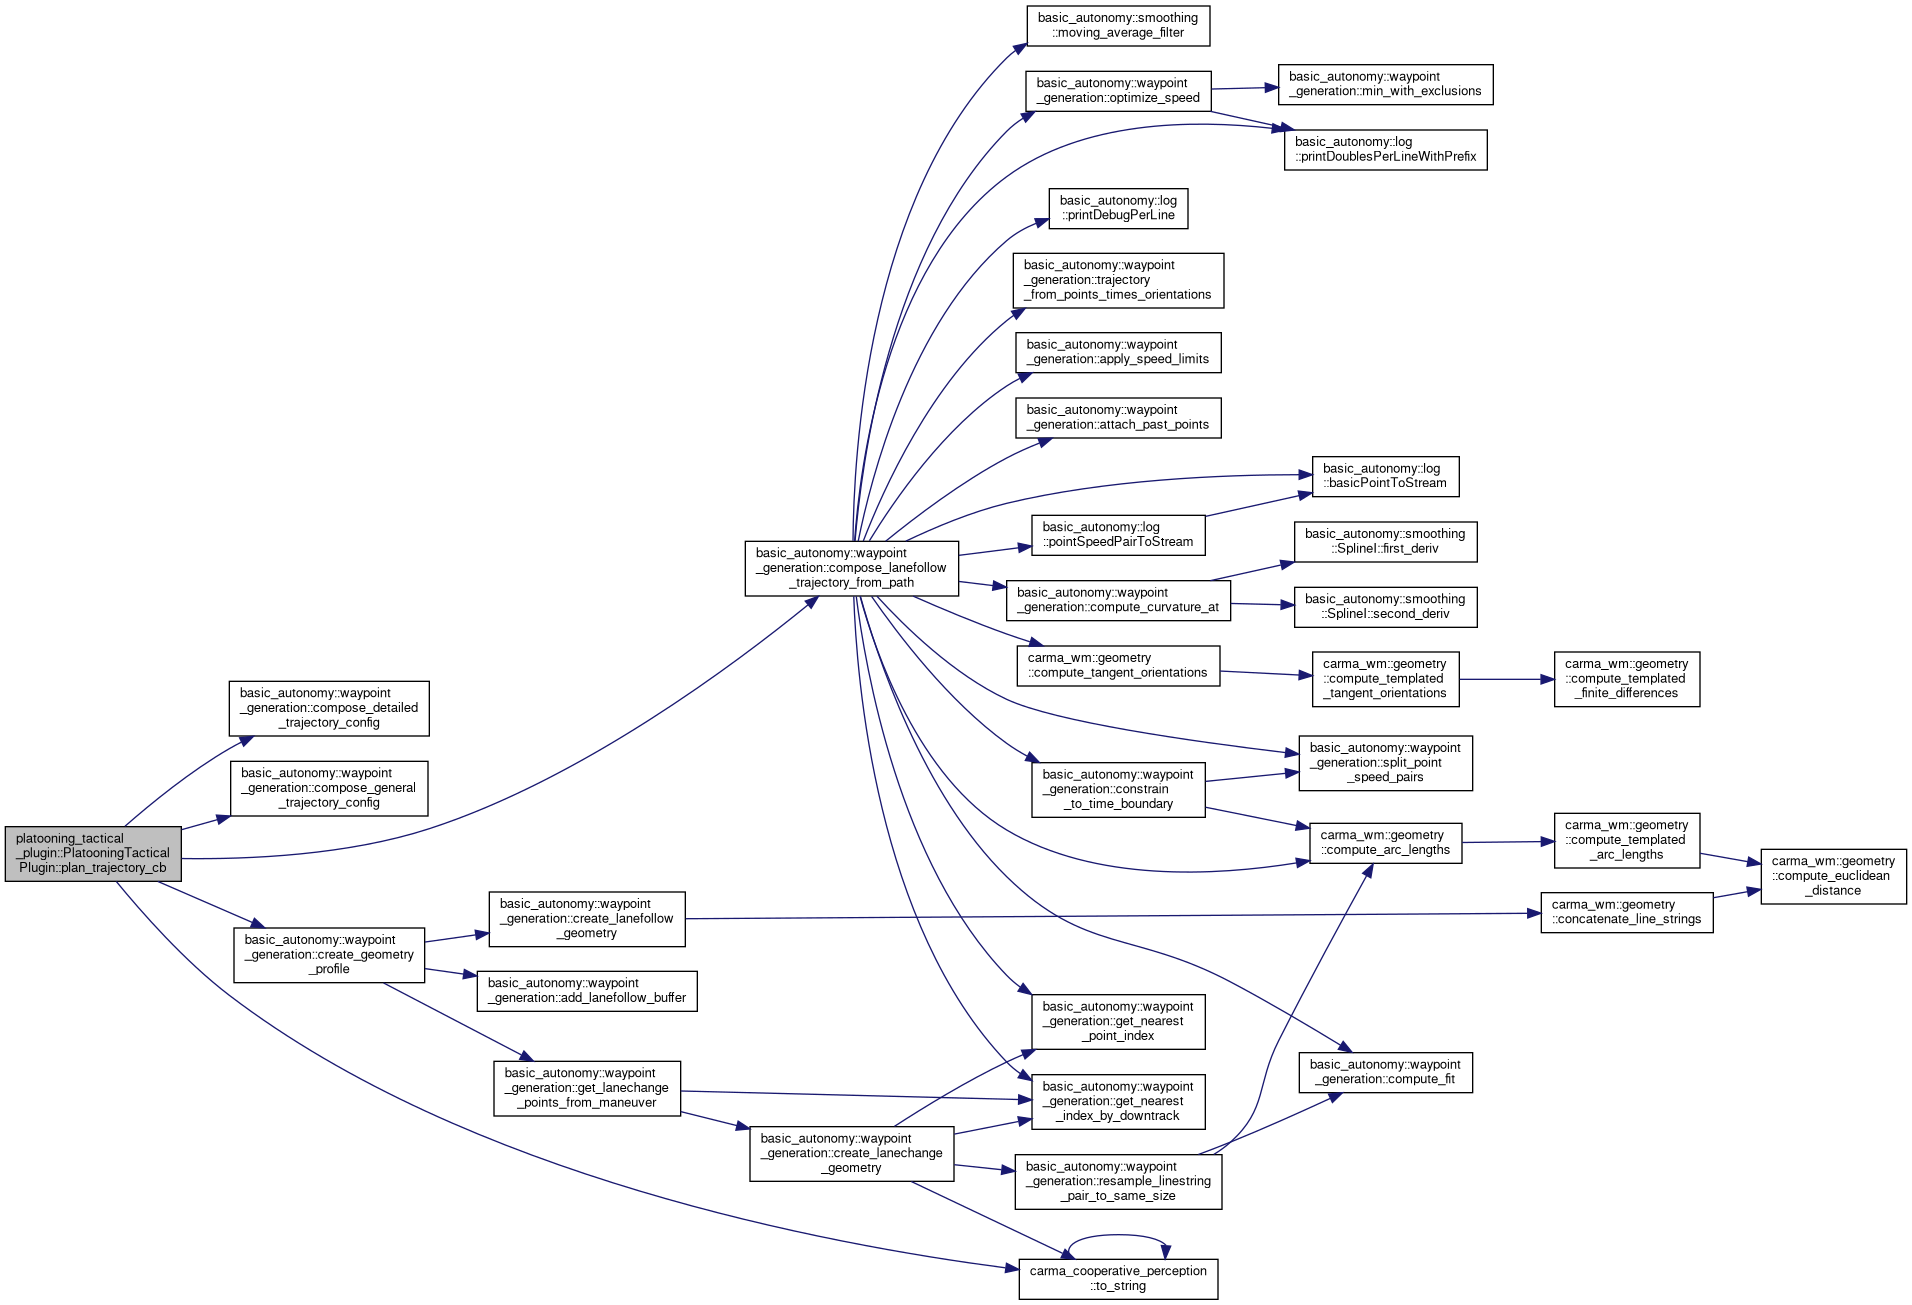 platooning_tactical
_plugin::PlatooningTactical
Plugin::plan_trajectory_cb
basic_autonomy::waypoint
_generation::compose_detailed
_trajectory_config
basic_autonomy::waypoint
_generation::compose_general
_trajectory_config
basic_autonomy::waypoint
_generation::create_geometry
_profile
basic_autonomy::waypoint
_generation::create_lanefollow
_geometry
basic_autonomy::waypoint
_generation::add_lanefollow_buffer
basic_autonomy::waypoint
_generation::get_lanechange
_points_from_maneuver
basic_autonomy::waypoint
_generation::compose_lanefollow
_trajectory_from_path
basic_autonomy::waypoint
_generation::create_lanechange
_geometry
basic_autonomy::smoothing
::moving_average_filter
basic_autonomy::waypoint
_generation::optimize_speed
basic_autonomy::log
::printDebugPerLine
basic_autonomy::waypoint
_generation::trajectory
_from_points_times_orientations
basic_autonomy::waypoint
_generation::apply_speed_limits
basic_autonomy::waypoint
_generation::attach_past_points
basic_autonomy::log
::pointSpeedPairToStream
basic_autonomy::waypoint
_generation::compute_curvature_at
carma_wm::geometry
::compute_tangent_orientations
basic_autonomy::waypoint
_generation::constrain
_to_time_boundary
basic_autonomy::waypoint
_generation::get_nearest
_point_index
basic_autonomy::waypoint
_generation::get_nearest
_index_by_downtrack
basic_autonomy::waypoint
_generation::resample_linestring
_pair_to_same_size
carma_cooperative_perception
::to_string
basic_autonomy::waypoint
_generation::min_with_exclusions
basic_autonomy::log
::printDoublesPerLineWithPrefix
basic_autonomy::log
::basicPointToStream
basic_autonomy::smoothing
::SplineI::first_deriv
basic_autonomy::smoothing
::SplineI::second_deriv
carma_wm::geometry
::compute_templated
_tangent_orientations
basic_autonomy::waypoint
_generation::split_point
_speed_pairs
carma_wm::geometry
::compute_arc_lengths
basic_autonomy::waypoint
_generation::compute_fit
carma_wm::geometry
::compute_templated
_finite_differences
carma_wm::geometry
::compute_templated
_arc_lengths
carma_wm::geometry
::concatenate_line_strings
carma_wm::geometry
::compute_euclidean
_distance